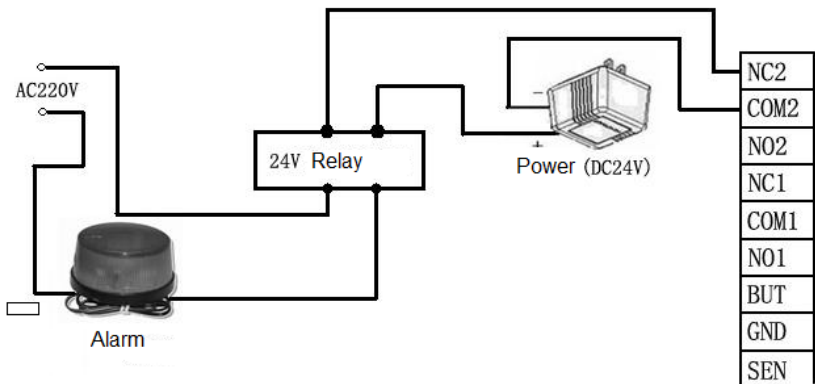 AC220V
24V Relay
-
+
Power (DC24V)
Alarm
NC2
COM2
NO2
NC1
COM1
NO1
BUT
GND
SEN